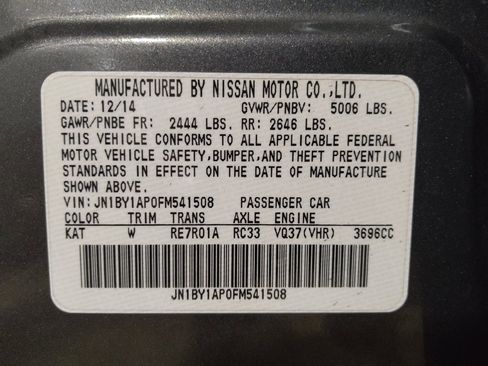 MANUFACTURED BY NISSAN MOTOR CO.,LTD.
DATE: 12/14 GVWR/PNBV: 5006 LBS.
GAWR/PNBE FR: 2444 LBS. RR: 2646 LBS.
THIS VEHICLE CONFORMS TO ALL APPLICABLE FEDERAL
MOTOR VEHICLE SAFETY,BUMPER,AND THEFT PREVENTION
STANDARDS IN EFFECT ON THE DATE OF MANUFACTURE
SHOWN ABOVE.
VIN:JN1BY1AP0FM541508 PASSENGER CAR
COLOR TRIM TRANS AXLE ENGINE
KAT W RE7R01A RC33 VQ37(VHR) 3696CC
JN1BY1AP0FM541508